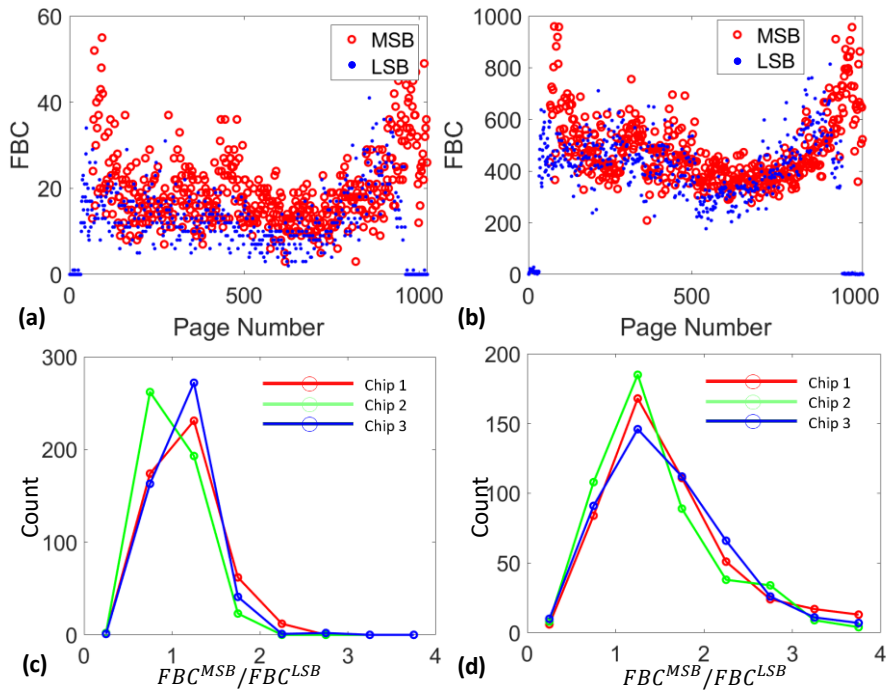 60
MSB
LSB
40
20
0
FBC
0
500
1000
(a)
Page Number
1000
MSB
LSB
800
600
400
200
0
FBC
0
500
1000
(b)
Page Number
300
Chip 1
Chip 2
Chip 3
200
100
0
Count
0
1
2
3
4
(c)
FBC^MSB/FBC^LSB
200
Chip 1
Chip 2
Chip 3
150
100
50
0
Count
0
1
2
3
4
(d)
FBC^MSB/FBC^LSB